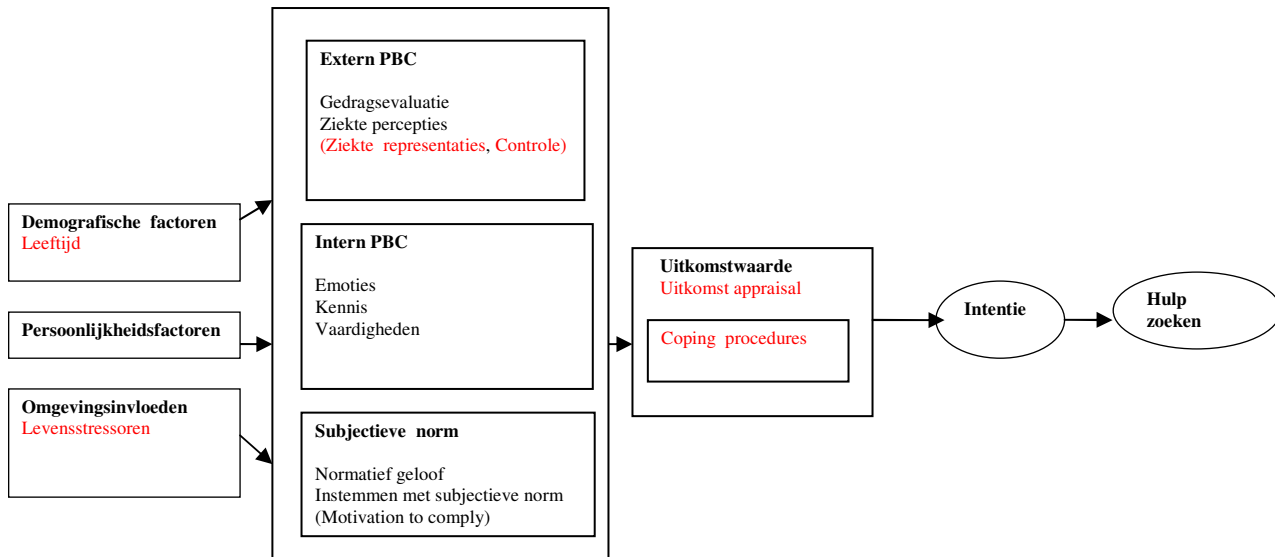 Demografische factoren
Leeftijd
Persoonlijkheidsfactoren
Omgevingsinvloeden
Levensstressoren
Extern PBC
Gedragsevaluatie
Ziekte percepties
(Ziekte representaties, Controle)
Intern PBC
Emoties
Kennis
Vaardigheden
Subjectieve norm
Normatief geloof
Instemmen met subjectieve norm
(Motivation to comply)
Uitkomstwaarde
Uitkomst appraisal
Coping procedures
Intentie
Hulp
zoeken